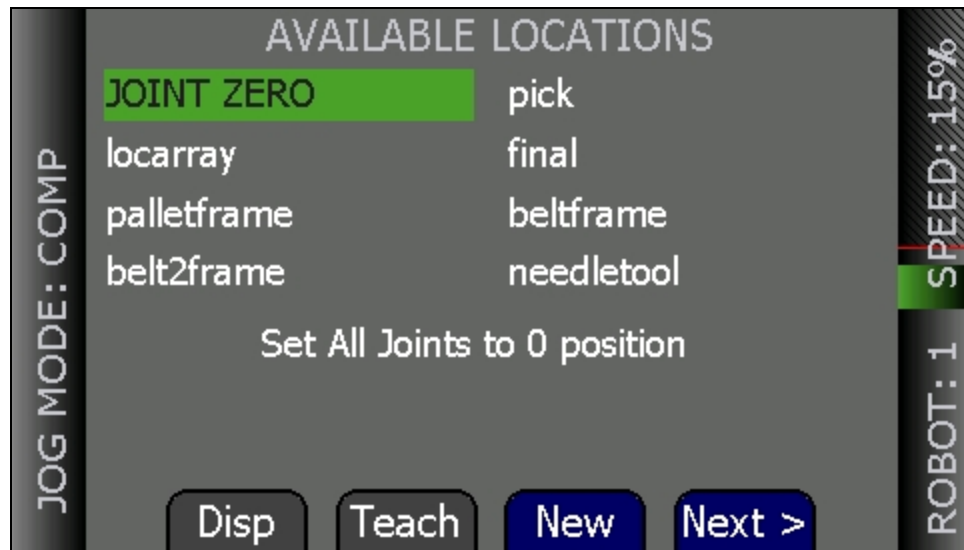 AVAILABLE LOCATIONS
JOINT ZERO
pick
locarray
final
palletframe
beltframe
belt2frame
needletool
Set All Joints to 0 position
Disp
Teach
New
Next >
JOG MODE: COMP
SPEED: 15%
ROBOT: 1